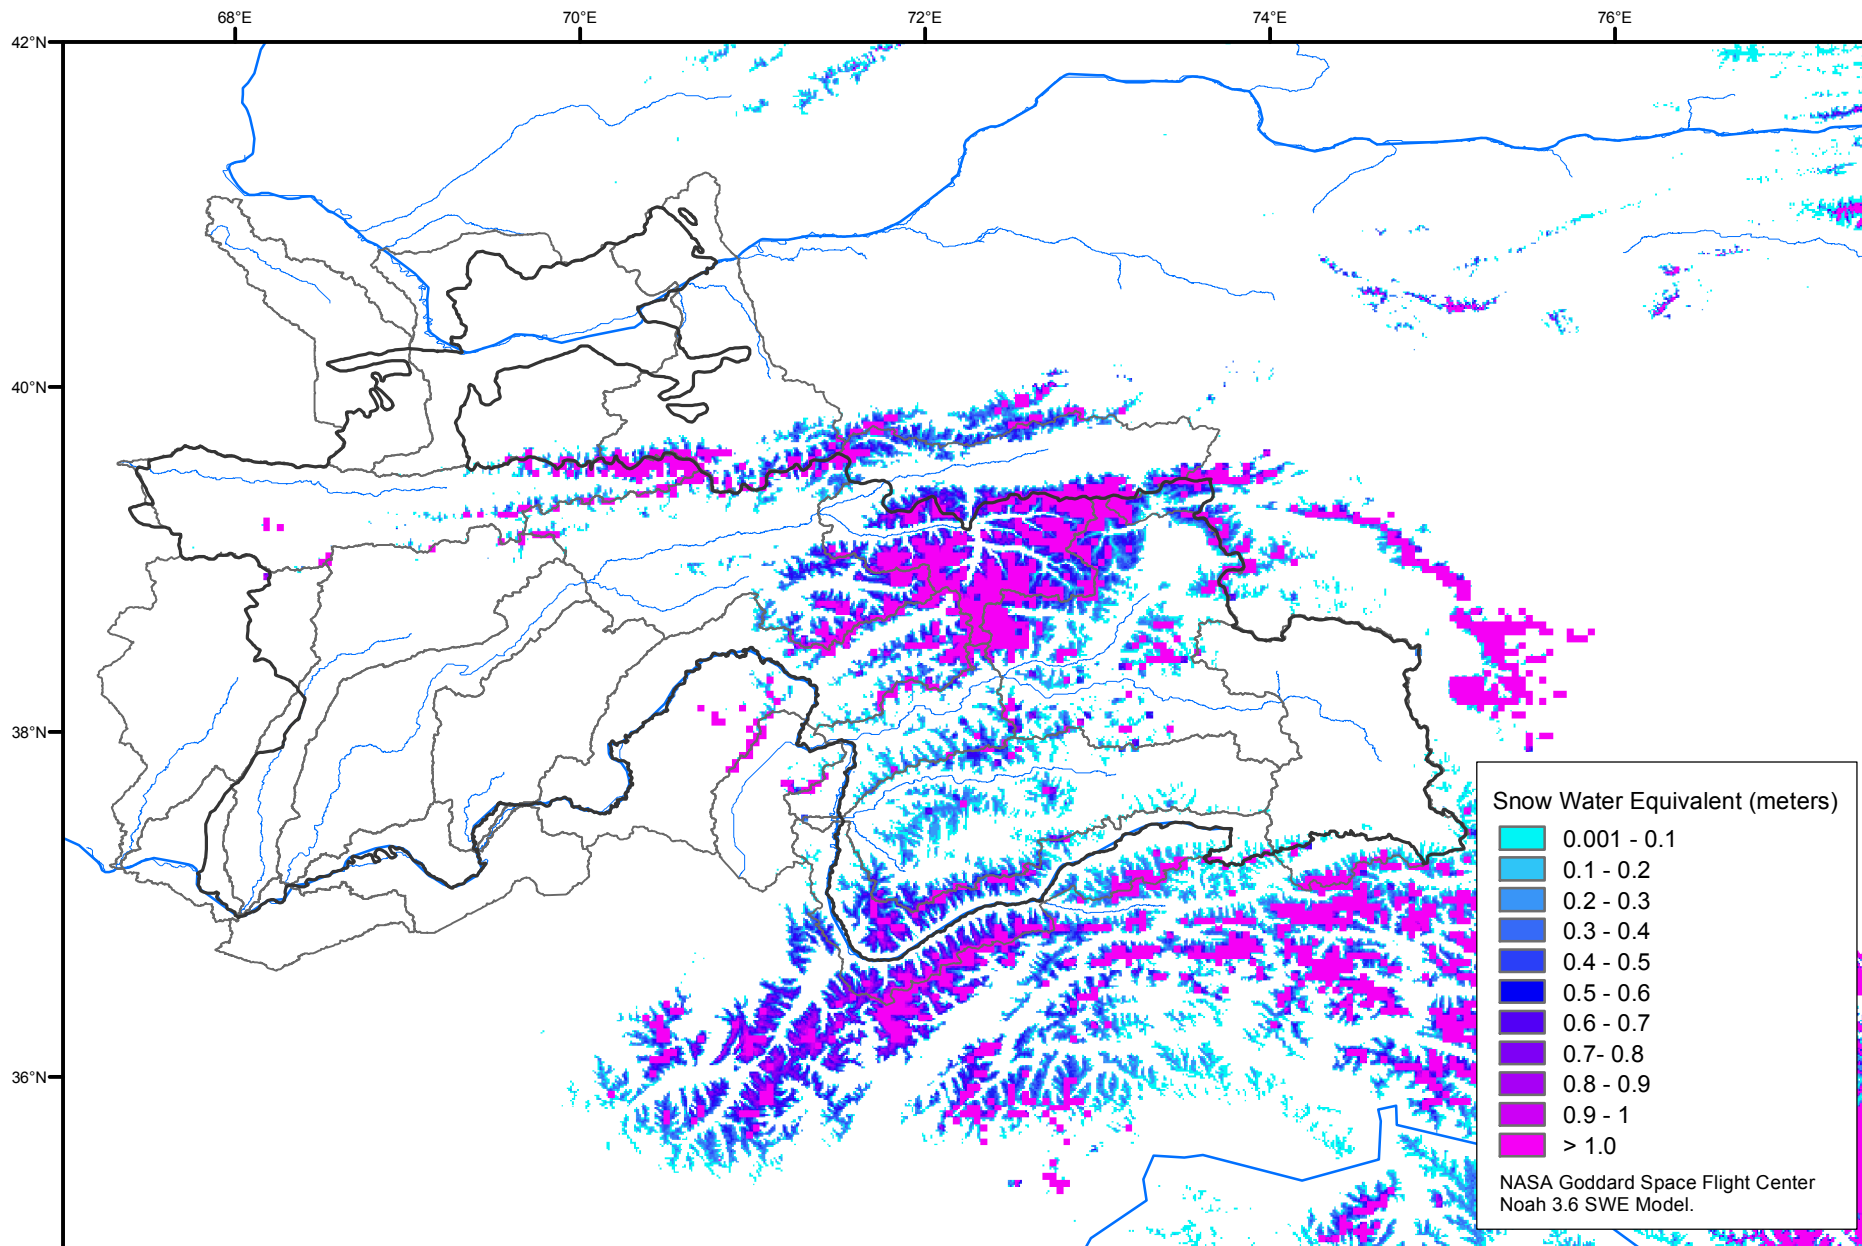 68°E 70°E 72°E 74°E 76°E
42°N
40°N
38°N
36°N
Snow Water Equivalent (meters)
0.001 - 0.1
0.1 - 0.2
0.2 - 0.3
0.3 - 0.4
0.4 - 0.5
0.5 - 0.6
0.6 - 0.7
0.7- 0.8
0.8 - 0.9
0.9 - 1
> 1.0
NASA Goddard Space Flight Center
Noah 3.6 SWE Model.